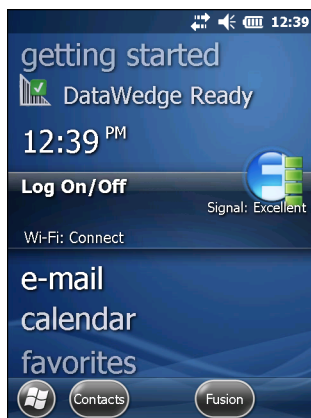 12:39
getting started
DataWedge Ready
12:39 PM
Log On/Off
Signal: Excellent
Wi-Fi: Connect
e-mail
calendar
favorites
Contacts
Fusion